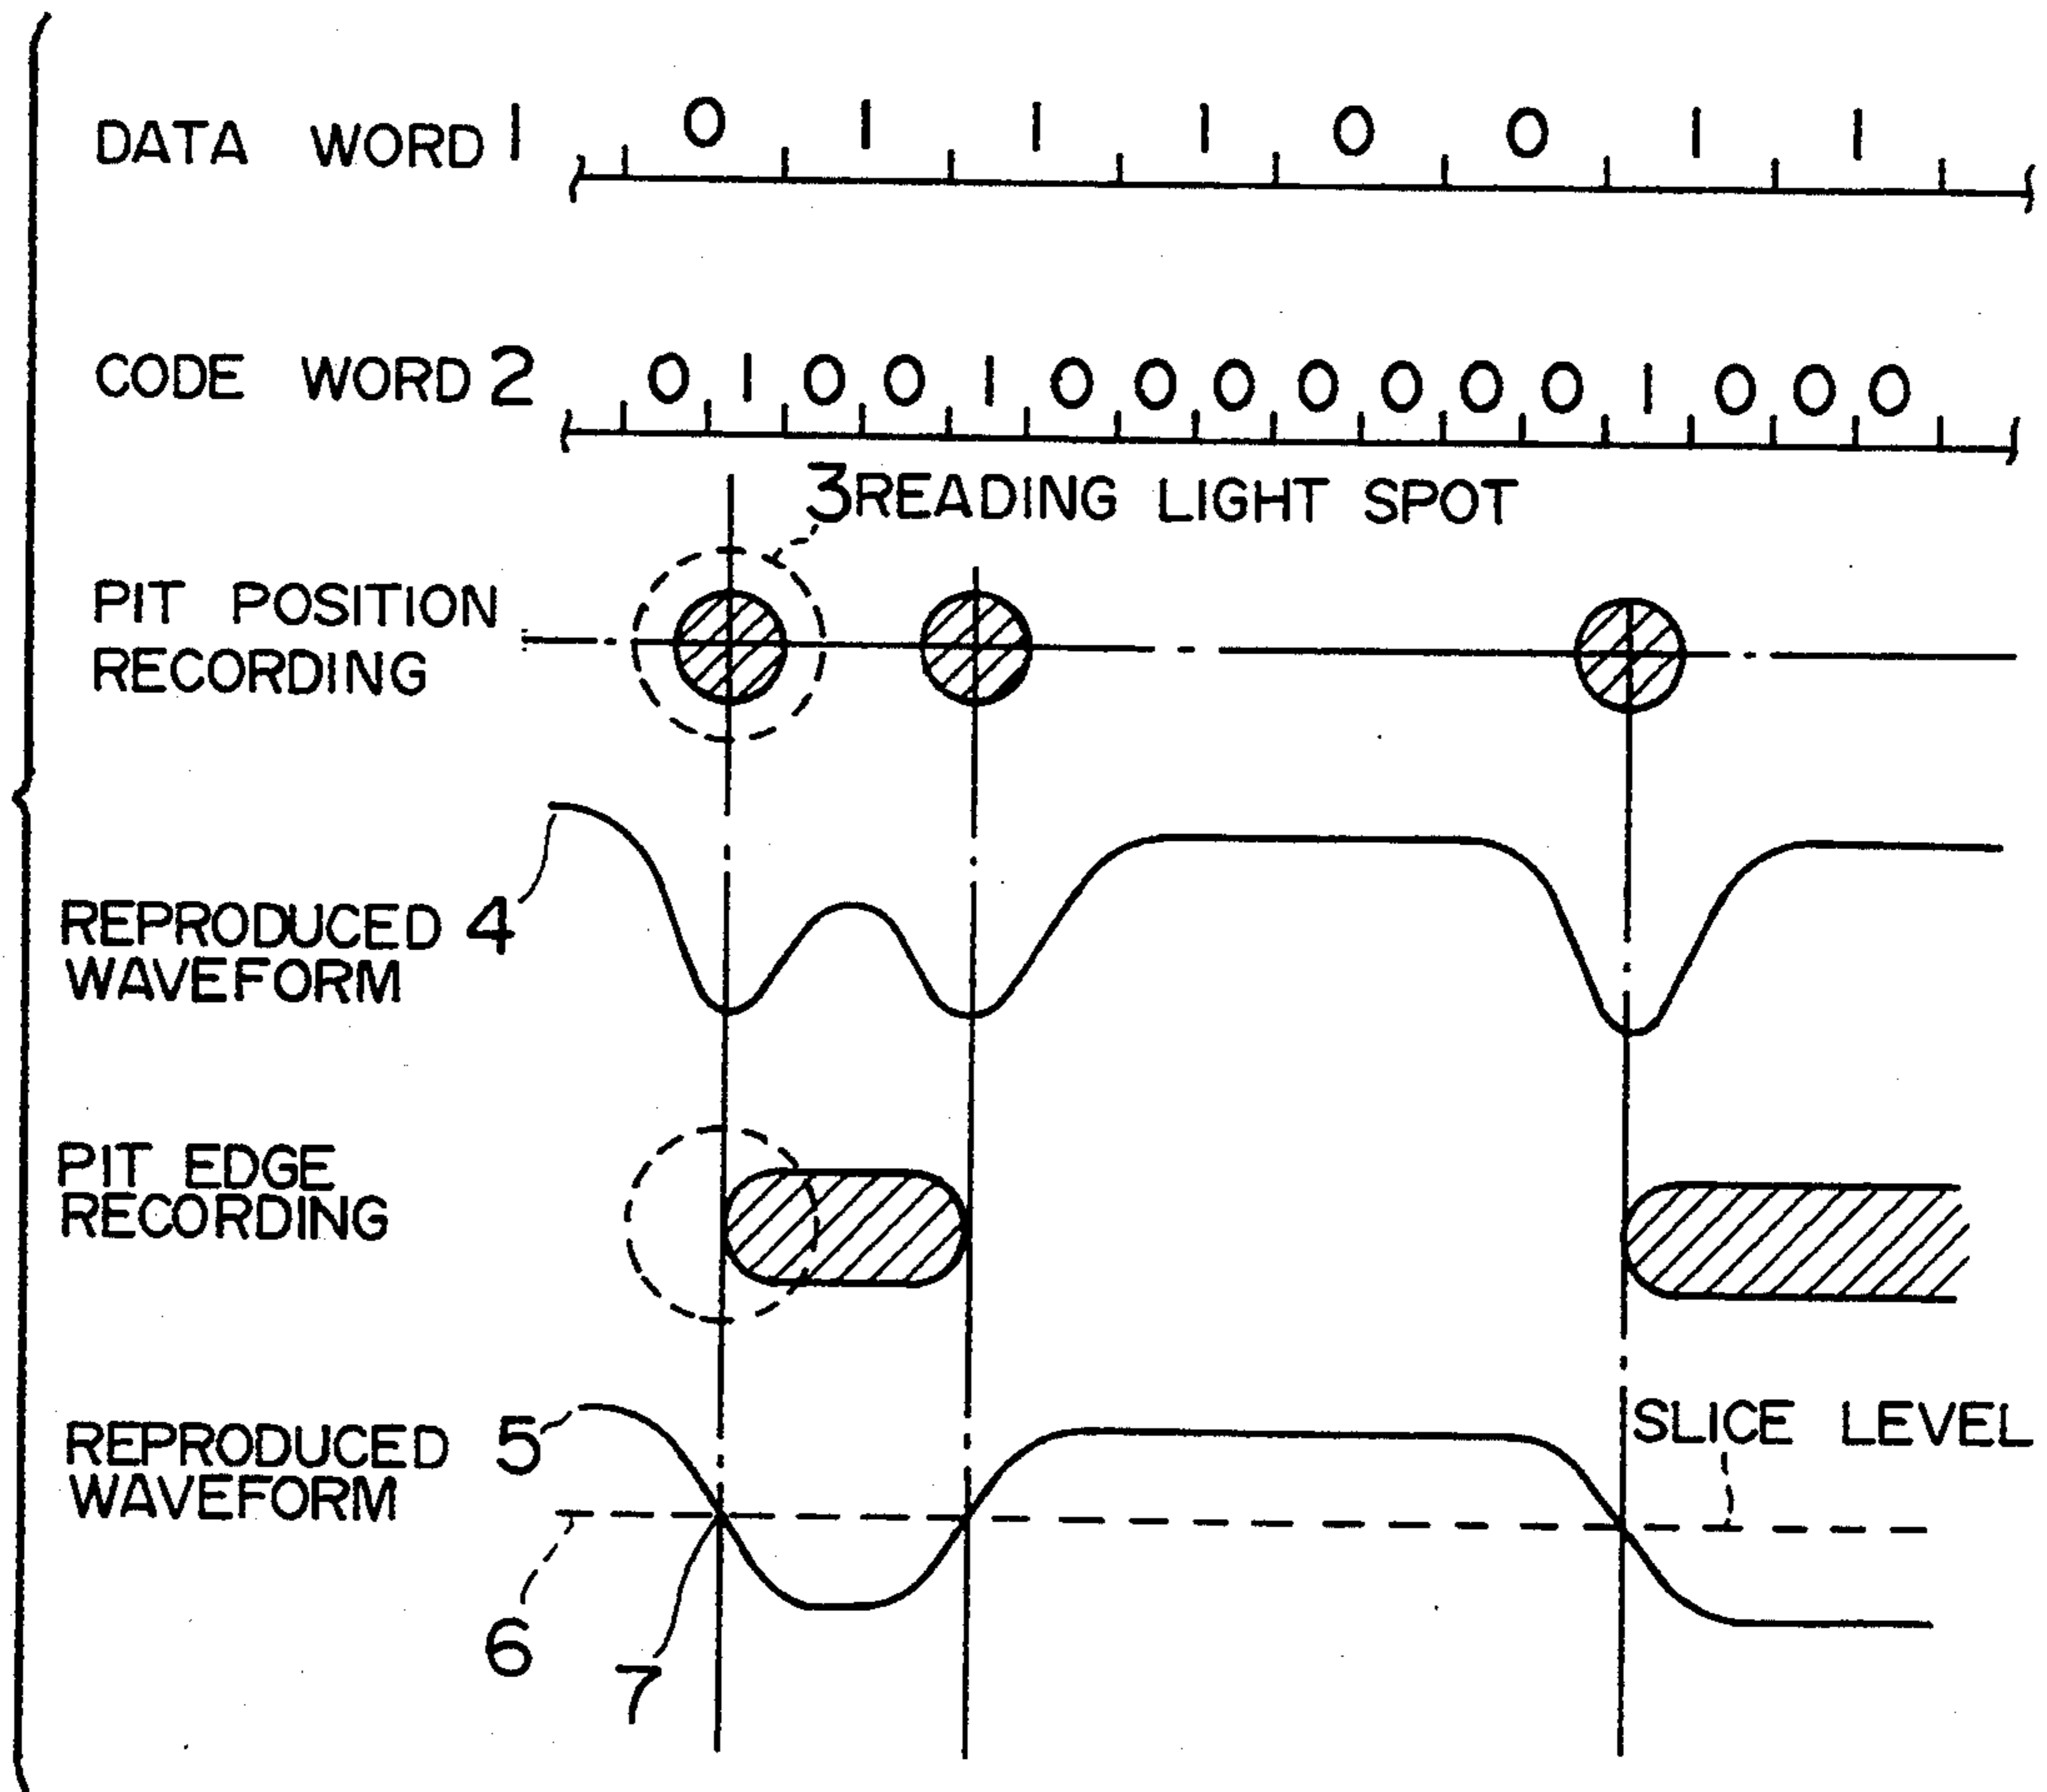 DATA WORD 1 0 1 1 1 0 0 1 1
CODE WORD 2 0 1 0 0 1 0 0 0 0 0 0 0 1 0 0 0
3 READING LIGHT SPOT
PIT POSITION
RECORDING
REPRODUCED 4
WAVEFORM
PIT EDGE
RECORDING
REPRODUCED 5
WAVEFORM
SLICE LEVEL
6
7